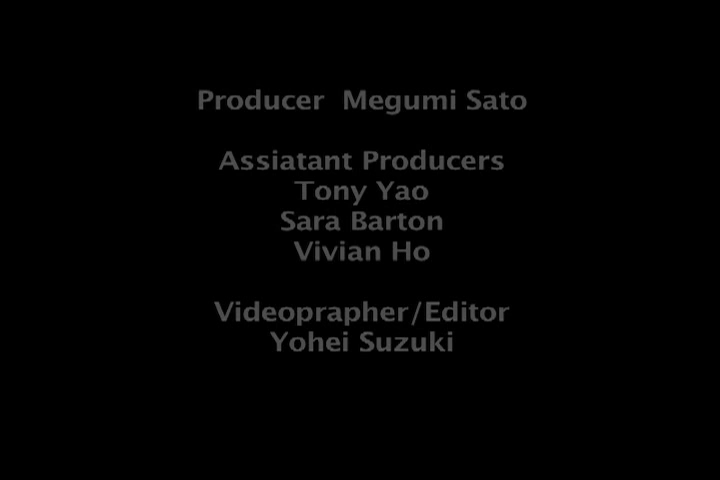 Producer  Megumi Sato
Assiatant Producers
Tony Yao
Sara Barton
Vivian Ho
Videoprapher/Editor
Yohei Suzuki